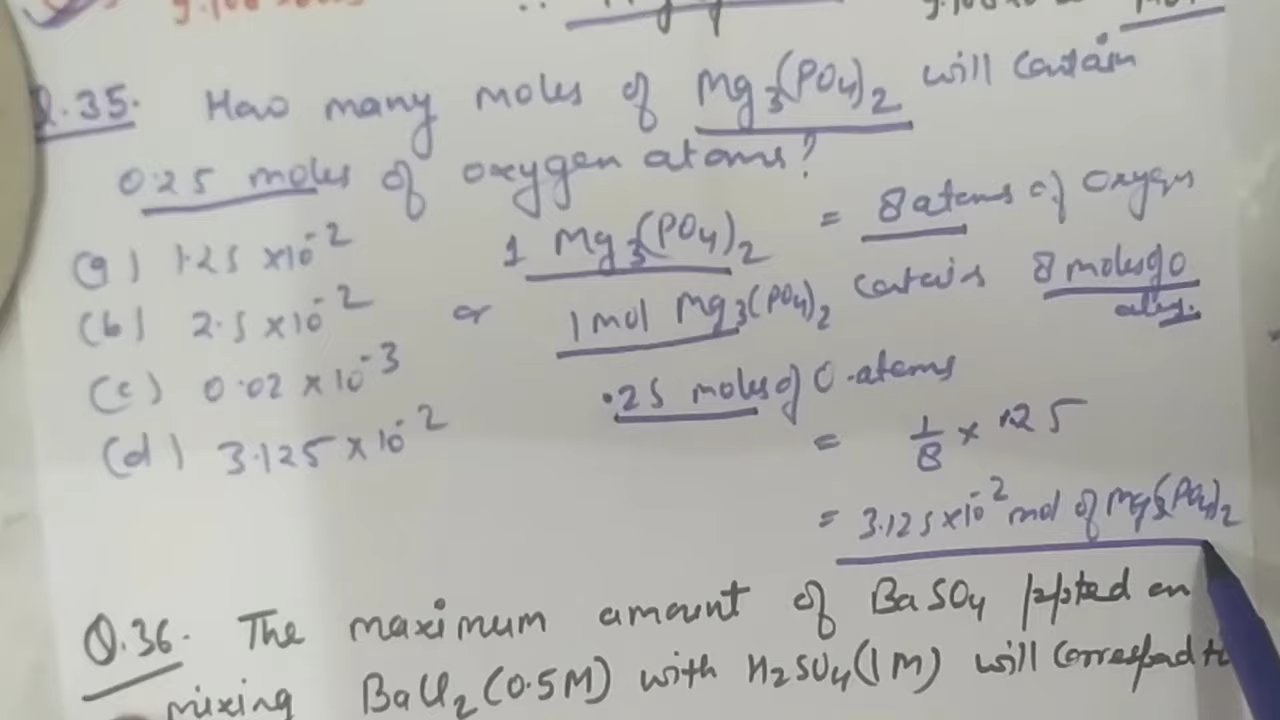 Q.35. How many moles of Mg3(PO4)2 will contain
0.25 moles of oxygen atoms?
(a) 1.25 ×10-2
(b) 2.5 ×10-2
(c) 0.02 ×10-3
(d) 3.125 ×10-2
1 Mg3(PO4)2 = 8 atoms of oxygen
or 1 mol Mg3(PO4)2 contains 8 moles of O
.25 moles of O-atoms
= 1/8 × .25
= 3.125×10-2 mol of Mg3(PO4)2
Q.36. The maximum amount of BaSO4 pptted on
mixing BaCl2 (0.5M) with H2SO4 (1M) will correspond to